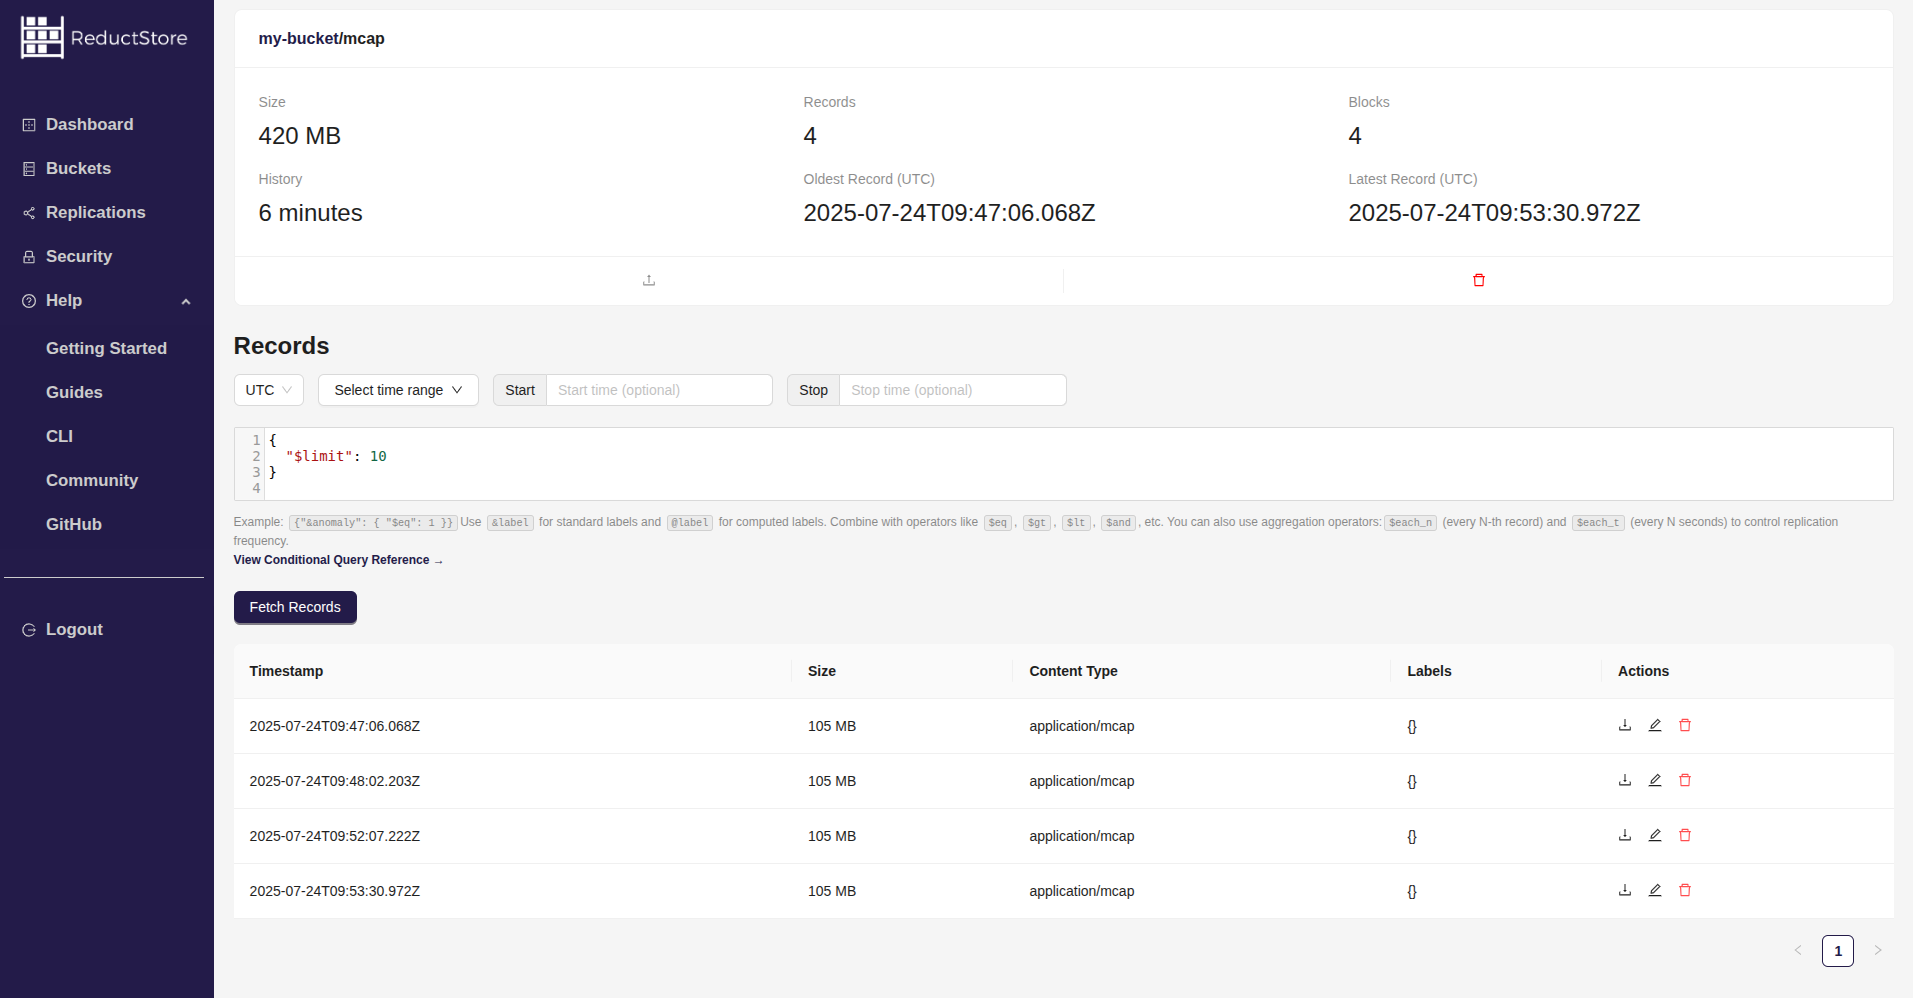 ReductStore
Dashboard
Buckets
Replications
Security
Help
Getting Started
Guides
CLI
Community
GitHub
Logout
my-bucket/mcap
Size Records Blocks
420 MB 4 4
History Oldest Record (UTC) Latest Record (UTC)
6 minutes 2025-07-24T09:47:06.068Z 2025-07-24T09:53:30.972Z
Records
UTC Select time range Start Start time (optional) Stop Stop time (optional)
1 {
2 "$limit": 10
3 }
4
Example: {"&anomaly": { "$eq": 1 }} Use &label for standard labels and @label for computed labels. Combine with operators like $eq, $gt, $lt, $and, etc. You can also use aggregation operators: $each_n (every N-th record) and $each_t (every N seconds) to control replication
frequency.
View Conditional Query Reference →
Fetch Records
Timestamp Size Content Type Labels Actions
2025-07-24T09:47:06.068Z 105 MB application/mcap {}
2025-07-24T09:48:02.203Z 105 MB application/mcap {}
2025-07-24T09:52:07.222Z 105 MB application/mcap {}
2025-07-24T09:53:30.972Z 105 MB application/mcap {}
1